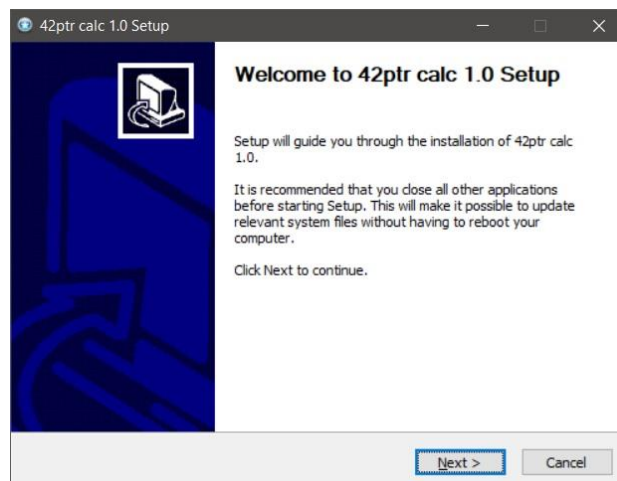 42ptr calc 1.0 Setup
Welcome to 42ptr calc 1.0 Setup
Setup will guide you through the installation of 42ptr calc
1.0.
It is recommended that you close all other applications
before starting Setup. This will make it possible to update
relevant system files without having to reboot your
computer.
Click Next to continue.
Next >
Cancel